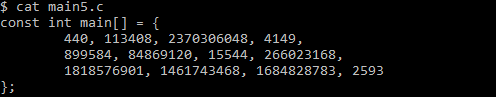 $ cat main5.c
const int main[] = {
440, 113408, 2370306048, 4149,
899584, 84869120, 15544, 266023168,
1818576901, 1461743468, 1684828783, 2593
};